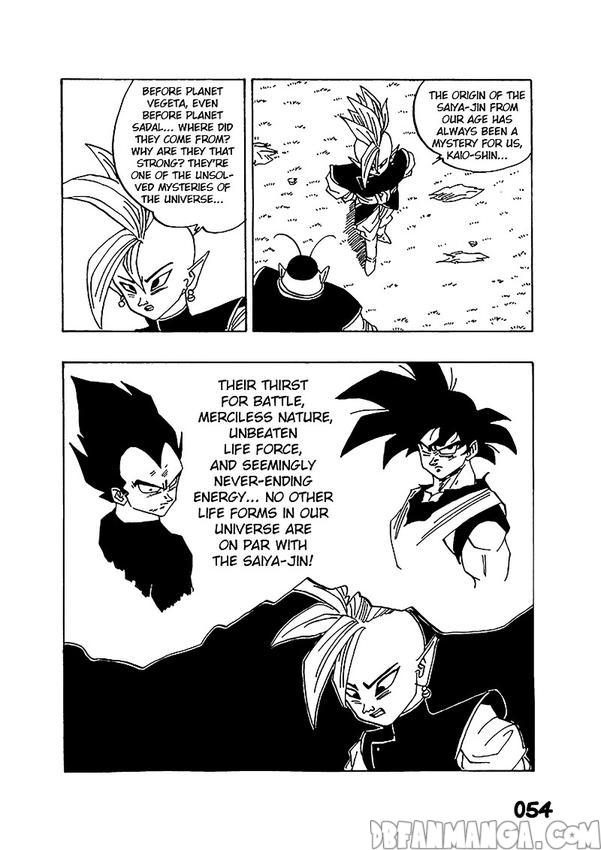 THE ORIGIN OF THE
SAIYA-JIN FROM
OUR AGE HAS
ALWAYS BEEN A
MYSTERY FOR US,
KAIO-SHIN...
BEFORE PLANET
VEGETA, EVEN
BEFORE PLANET
SADAL... WHERE DID
THEY COME FROM?
WHY ARE THEY THAT
STRONG? THEY'RE
ONE OF THE UNSOL-
VED MYSTERIES OF
THE UNIVERSE...
THEIR THIRST
FOR BATTLE,
MERCILESS NATURE,
UNBEATEN
LIFE FORCE,
AND SEEMINGLY
NEVER-ENDING
ENERGY... NO OTHER
LIFE FORMS IN OUR
UNIVERSE ARE
ON PAR WITH
THE SAIYA-JIN!
054
DBFANMANGA.COM